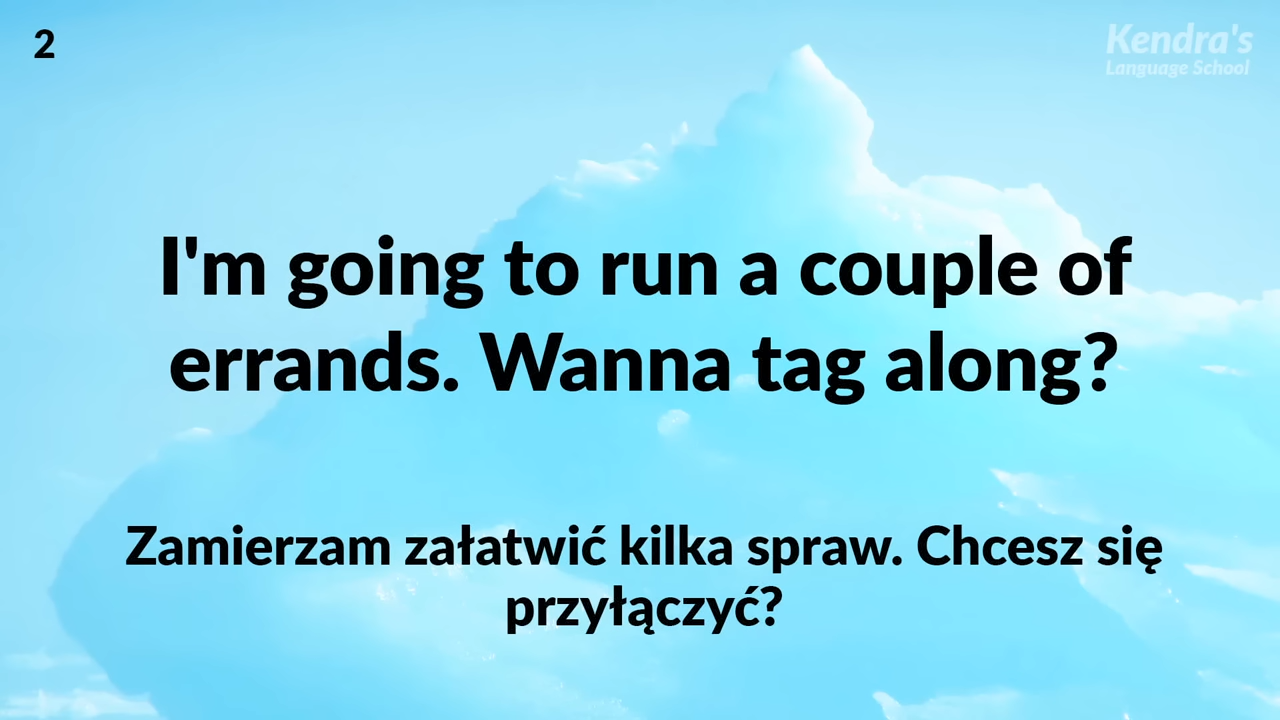 2
Kendra's
Language School
I'm going to run a couple of
errands. Wanna tag along?
Zamierzam załatwić kilka spraw. Chcesz się
przyłączyć?